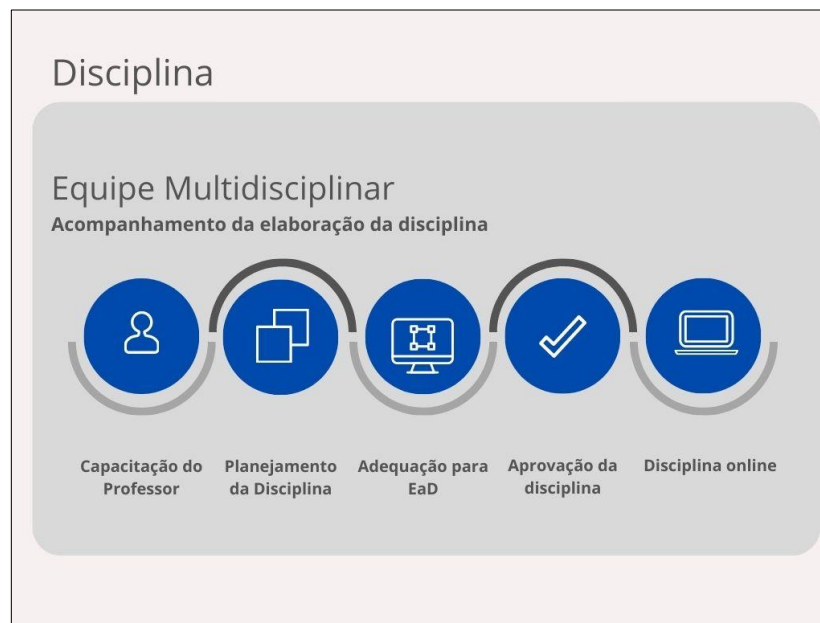 Disciplina
Equipe Multidisciplinar
Acompanhamento da elaboração da disciplina
Capacitação do
Professor
Planejamento
da Disciplina
Adequação para
EaD
Aprovação da
disciplina
Disciplina online